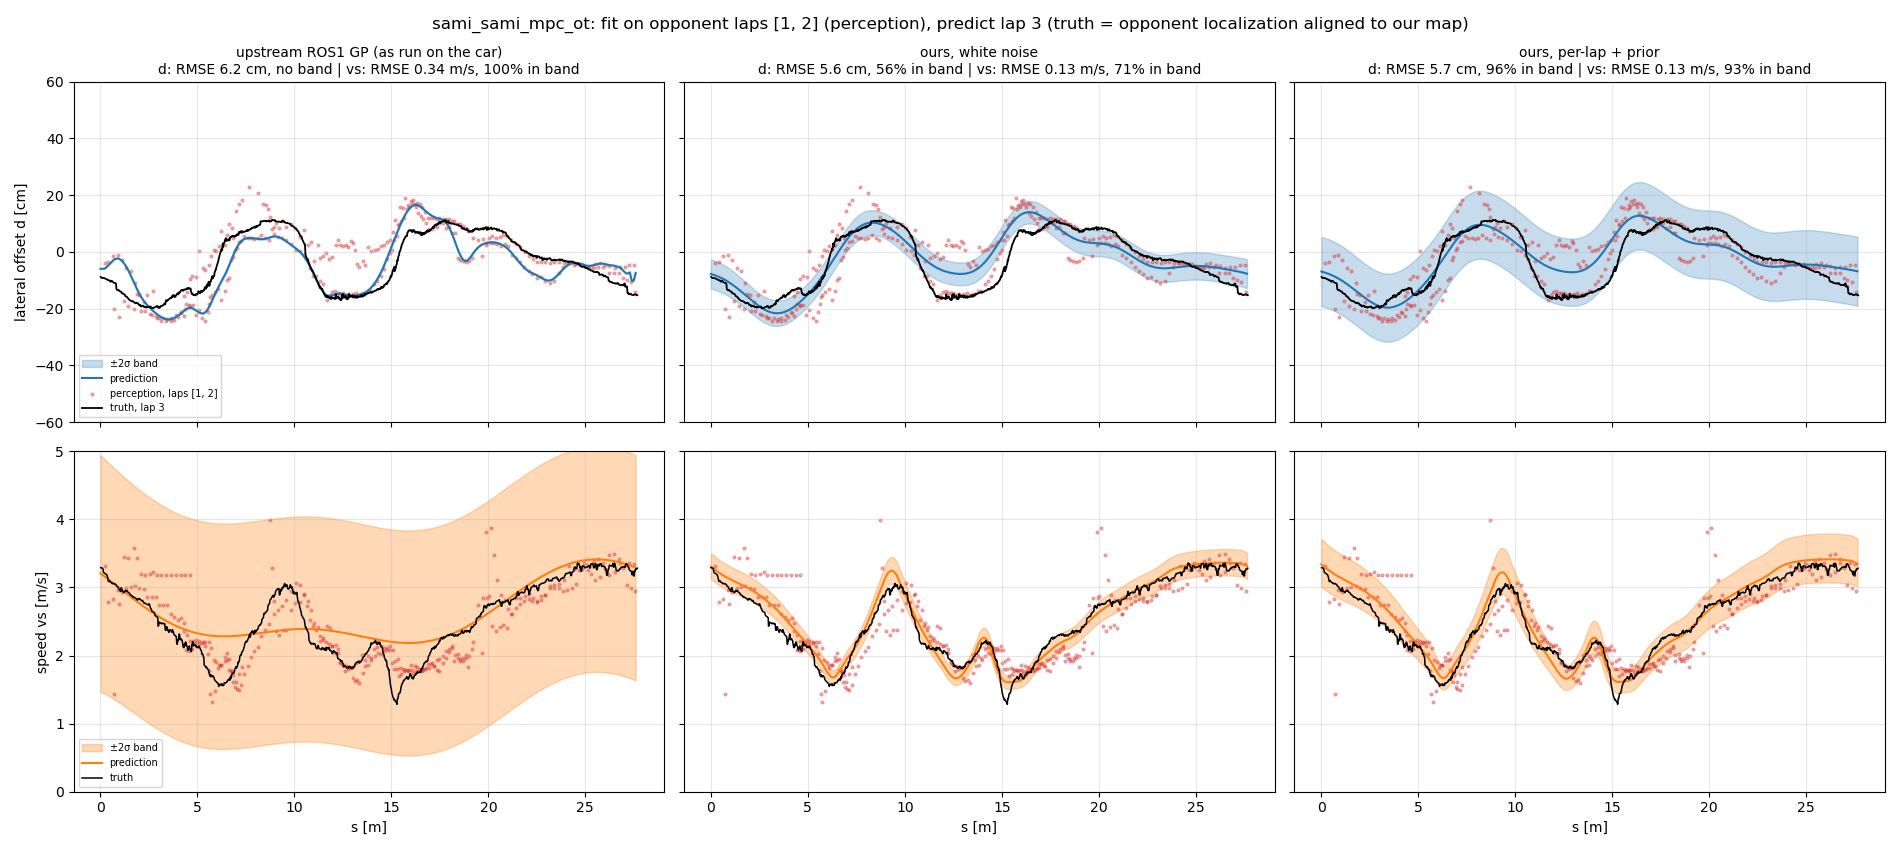 sami_sami_mpc_ot: fit on opponent laps [1, 2] (perception), predict lap 3 (truth = opponent localization aligned to our map)
upstream ROS1 GP (as run on the car)
d: RMSE 6.2 cm, no band | vs: RMSE 0.34 m/s, 100% in band
ours, white noise
d: RMSE 5.6 cm, 56% in band | vs: RMSE 0.13 m/s, 71% in band
ours, per-lap + prior
d: RMSE 5.7 cm, 96% in band | vs: RMSE 0.13 m/s, 93% in band
lateral offset d [cm]
60
40
20
0
−20
−40
−60
±2σ band
prediction
perception, laps [1, 2]
truth, lap 3
speed vs [m/s]
5
4
3
2
1
0
±2σ band
prediction
truth
0 5 10 15 20 25
s [m]
0 5 10 15 20 25
s [m]
0 5 10 15 20 25
s [m]